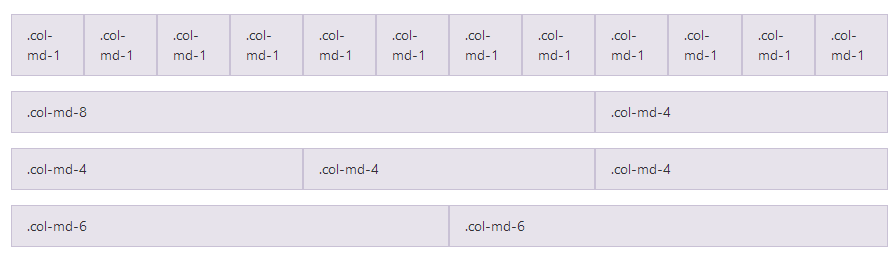 .col- .col- .col- .col- .col- .col- .col- .col- .col- .col- .col- .col-
md-1 md-1 md-1 md-1 md-1 md-1 md-1 md-1 md-1 md-1 md-1 md-1
.col-md-8 .col-md-4
.col-md-4 .col-md-4 .col-md-4
.col-md-6 .col-md-6